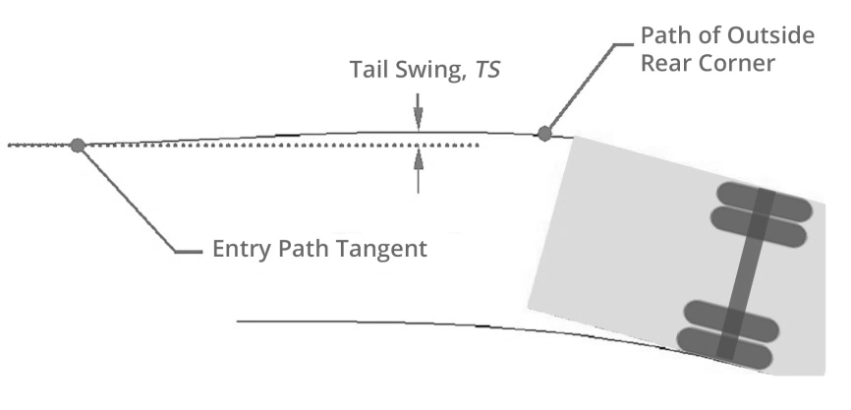 Path of Outside
Rear Corner
Tail Swing, TS
Entry Path Tangent